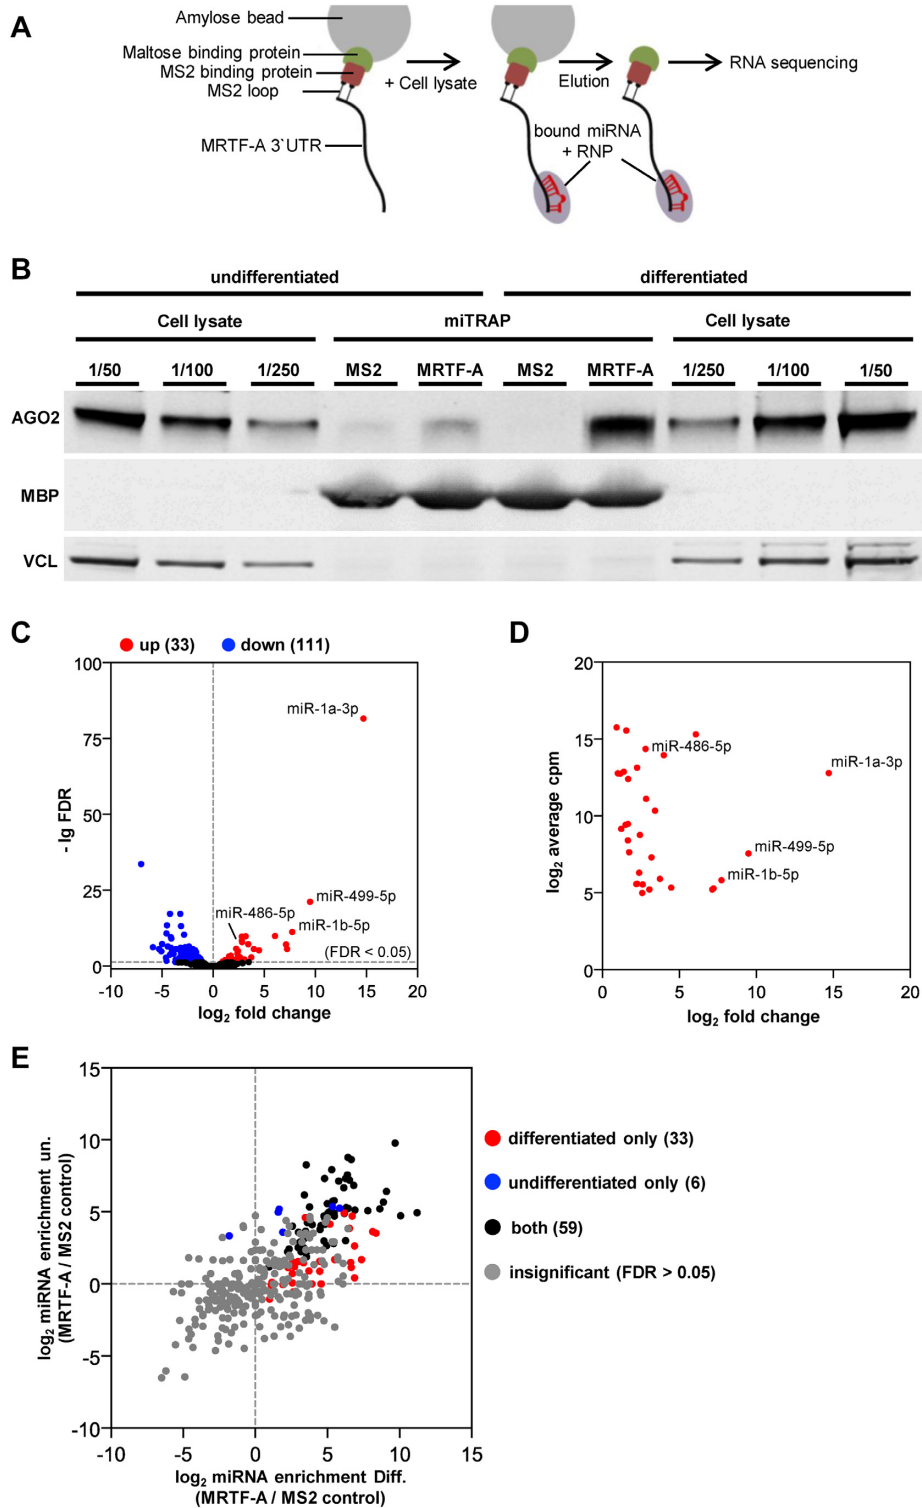 A
Amylose bead
Maltose binding protein
MS2 binding protein
MS2 loop
MRTF-A 3`UTR
+ Cell lysate
Elution
RNA sequencing
bound miRNA
+ RNP
B
undifferentiated
differentiated
Cell lysate
miTRAP
Cell lysate
1/50
1/100
1/250
MS2
MRTF-A
MS2
MRTF-A
1/250
1/100
1/50
AGO2
MBP
VCL
C
up (33)
down (111)
100
75
50
25
0
-10
-5
0
5
10
15
20
- lg FDR
log2 fold change
miR-1a-3p
miR-499-5p
miR-486-5p
miR-1b-5p
(FDR < 0.05)
D
20
15
10
5
0
0
5
10
15
20
log2 average cpm
log2 fold change
miR-486-5p
miR-1a-3p
miR-499-5p
miR-1b-5p
E
15
10
5
0
-5
-10
-10
-5
0
5
10
15
log2 miRNA enrichment un.
(MRTF-A / MS2 control)
log2 miRNA enrichment Diff.
(MRTF-A / MS2 control)
differentiated only (33)
undifferentiated only (6)
both (59)
insignificant (FDR > 0.05)